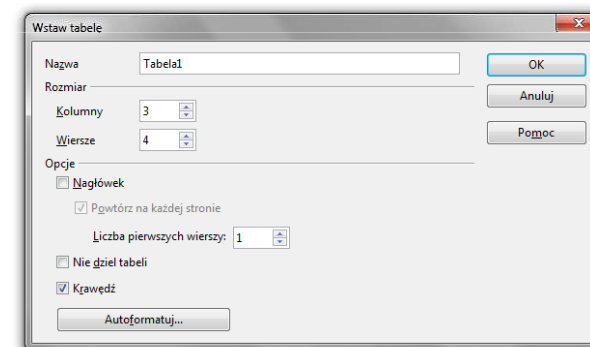 Wstaw tabelę
Nazwa Tabela1 OK
Rozmiar
Anuluj
Kolumny 3
Wiersze 4 Pomoc
Opcje
Nagłówek
Powtórz na każdej stronie
Liczba pierwszych wierszy: 1
Nie dziel tabeli
Krawędź
Autoformatuj...